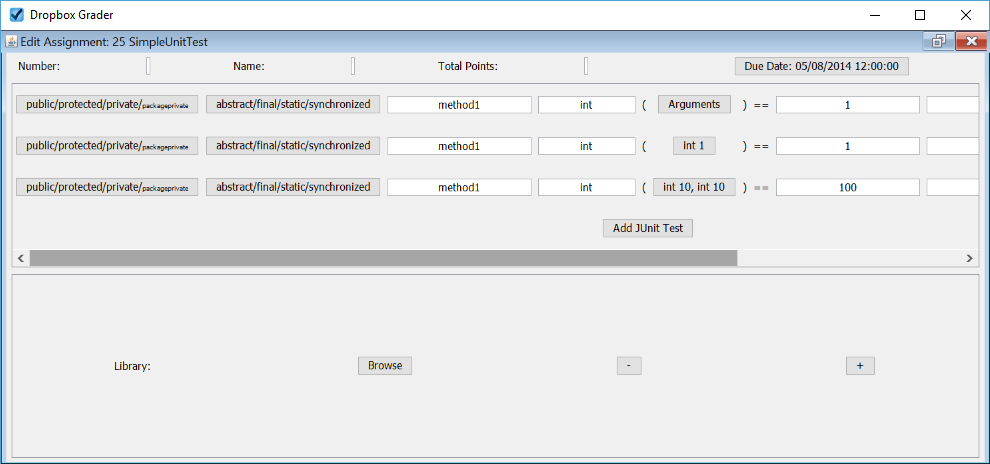 Dropbox Grader
Edit Assignment: 25 SimpleUnitTest
Number: Name: Total Points: Due Date: 05/08/2014 12:00:00
public/protected/private/packageprivate abstract/final/static/synchronized method1 int ( Arguments ) == 1
public/protected/private/packageprivate abstract/final/static/synchronized method1 int ( int 1 ) == 1
public/protected/private/packageprivate abstract/final/static/synchronized method1 int ( int 10, int 10 ) == 100
Add JUnit Test
Library: Browse - +